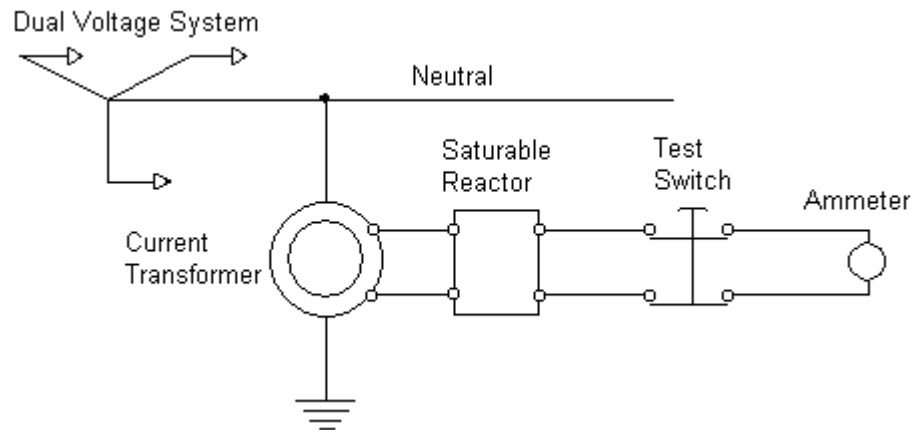 Dual Voltage System
Neutral
Saturable
Reactor
Test
Switch
Ammeter
Current
Transformer